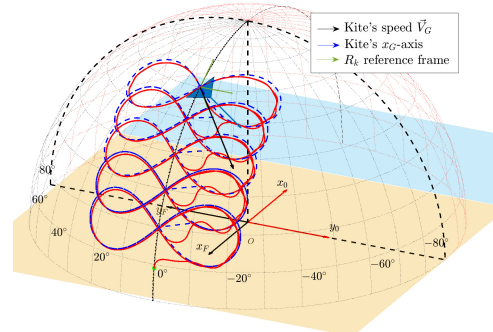 Kite's speed $\vec{V}_G$
Kite's $x_G$-axis
$R_k$ reference frame
80°
60°
40°
20°
0°
−20°
−40°
−60°
−80°
$x_0$
$y_F$
$x_F$
$O$
$y_0$